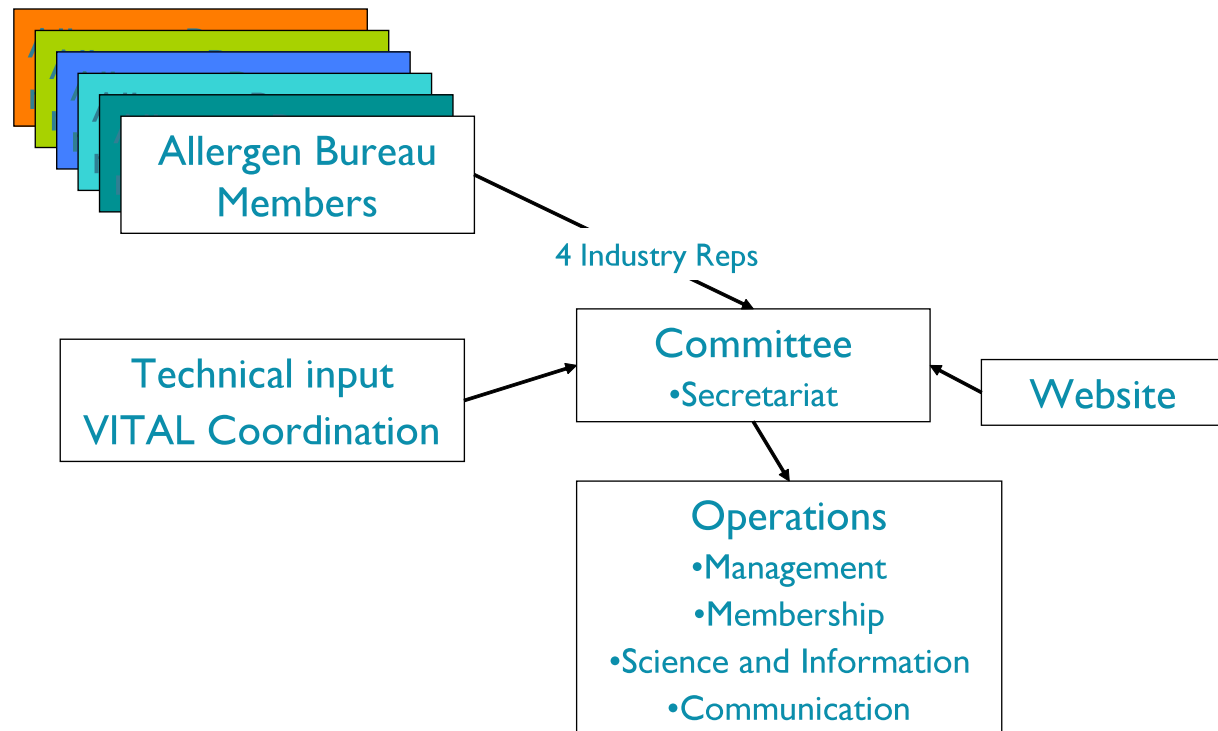 Allergen Bureau
Members
4 Industry Reps
Committee
•Secretariat
Technical input
VITAL Coordination
Website
Operations
•Management
•Membership
•Science and Information
•Communication